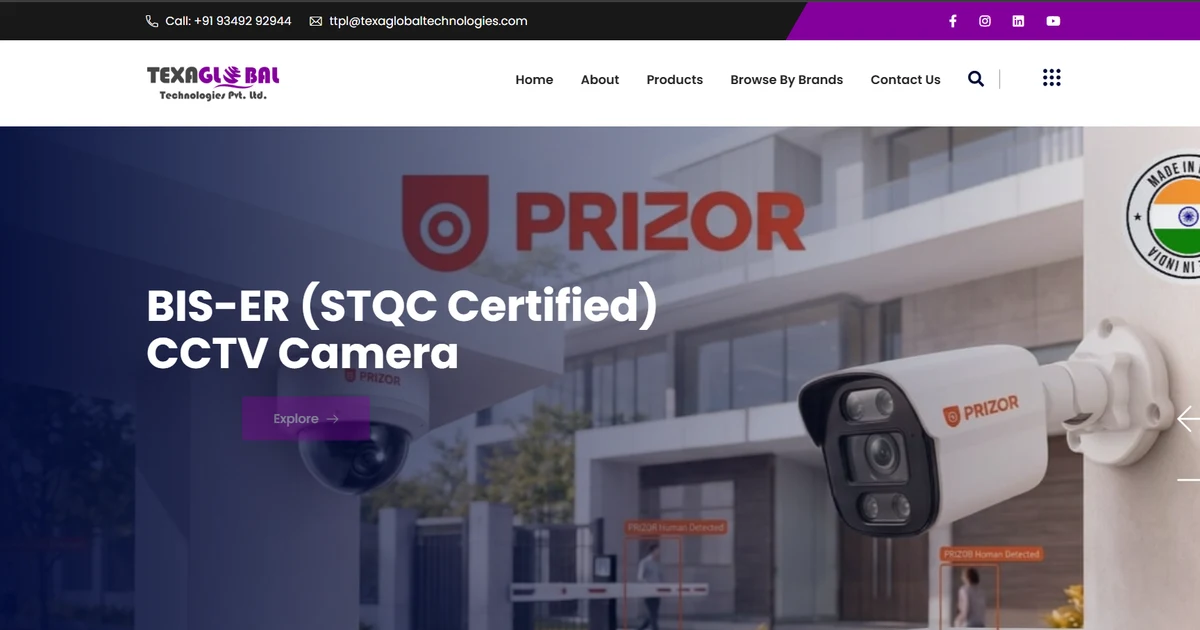 Call: +91 93492 92944
ttpl@texaglobaltechnologies.com
TEXAGLOBAL
Technologies Pvt. Ltd.
Home
About
Products
Browse By Brands
Contact Us
PRIZOR
MADE IN
IN INDIA
BIS-ER (STQC Certified)
CCTV Camera
PRIZOR
Explore →
PRIZOR
PRIZOR Human Detected
PRIZOR Human Detected